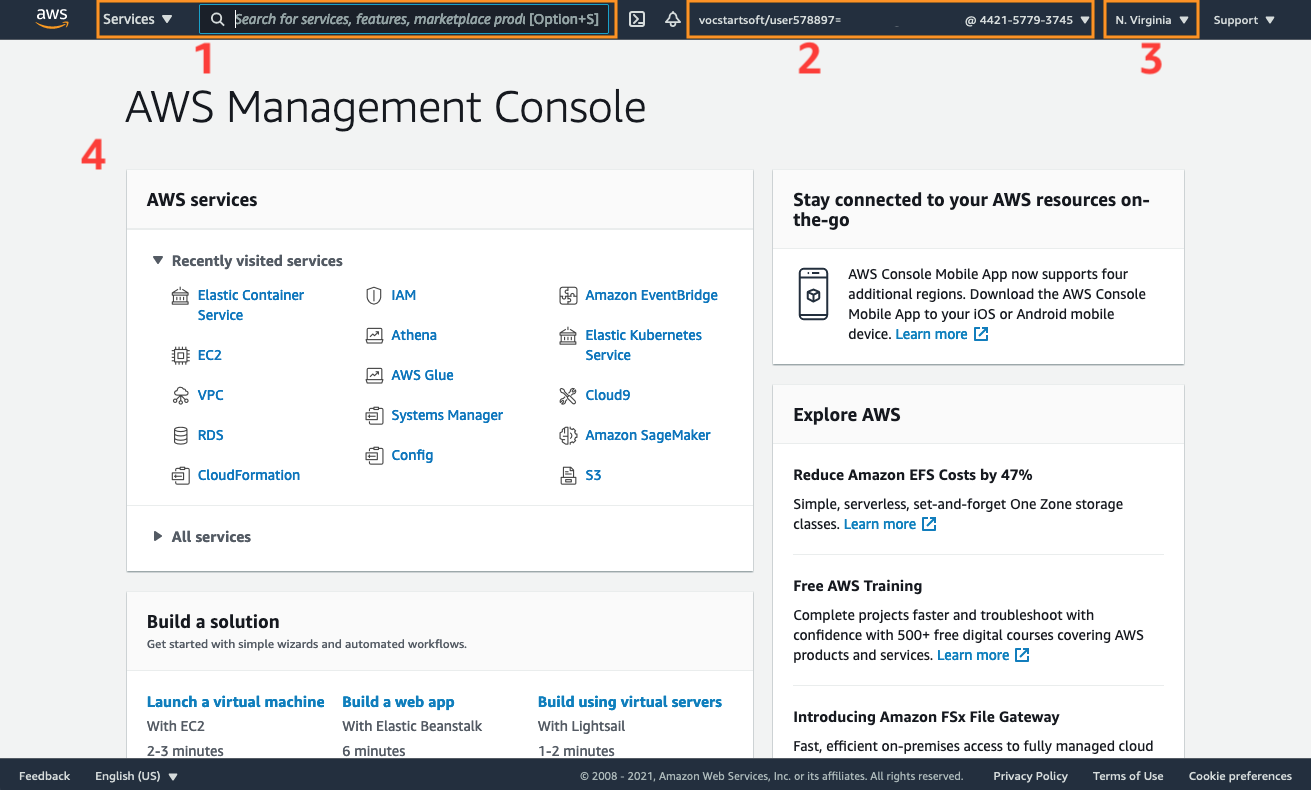 aws
Services ▼
Search for services, features, marketplace produ [Option+S]
vocstartsoft/user578897= @ 4421-5779-3745 ▼
N. Virginia ▼
Support ▼
1
2
3
AWS Management Console
4
AWS services
▼ Recently visited services
Elastic Container
Service
EC2
VPC
RDS
CloudFormation
IAM
Athena
AWS Glue
Systems Manager
Config
Amazon EventBridge
Elastic Kubernetes
Service
Cloud9
Amazon SageMaker
S3
▶ All services
Build a solution
Get started with simple wizards and automated workflows.
Launch a virtual machine
With EC2
2-3 minutes
Build a web app
With Elastic Beanstalk
6 minutes
Build using virtual servers
With Lightsail
1-2 minutes
Stay connected to your AWS resources on-
the-go
AWS Console Mobile App now supports four
additional regions. Download the AWS Console
Mobile App to your iOS or Android mobile
device. Learn more
Explore AWS
Reduce Amazon EFS Costs by 47%
Simple, serverless, set-and-forget One Zone storage
classes. Learn more
Free AWS Training
Complete projects faster and troubleshoot with
confidence with 500+ free digital courses covering AWS
products and services. Learn more
Introducing Amazon FSx File Gateway
Fast, efficient on-premises access to fully managed cloud
Feedback
English (US) ▼
© 2008 - 2021, Amazon Web Services, Inc. or its affiliates. All rights reserved.
Privacy Policy
Terms of Use
Cookie preferences